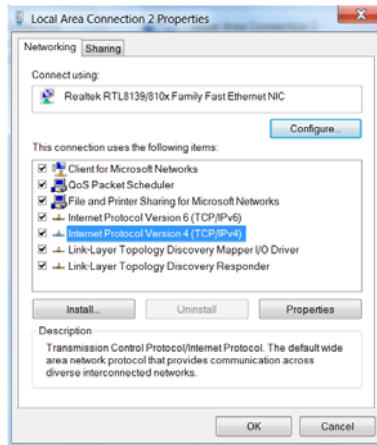 Local Area Connection 2 Properties
Networking
Sharing
Connect using:
Realtek RTL8139/810x Family Fast Ethernet NIC
Configure...
This connection uses the following items:
Client for Microsoft Networks
QoS Packet Scheduler
File and Printer Sharing for Microsoft Networks
Internet Protocol Version 6 (TCP/IPv6)
Internet Protocol Version 4 (TCP/IPv4)
Link-Layer Topology Discovery Mapper I/O Driver
Link-Layer Topology Discovery Responder
Install...
Uninstall
Properties
Description
Transmission Control Protocol/Internet Protocol. The default wide
area network protocol that provides communication across
diverse interconnected networks.
OK
Cancel